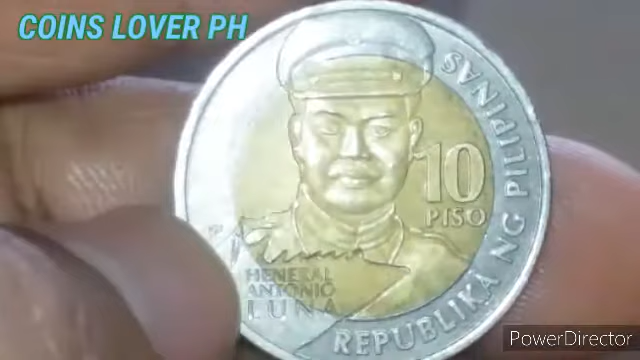 COINS LOVER PH
10
PISO
REPUBLIKA NG PILIPINAS
HENERAL
ANTONIO
LUNA
PowerDirector